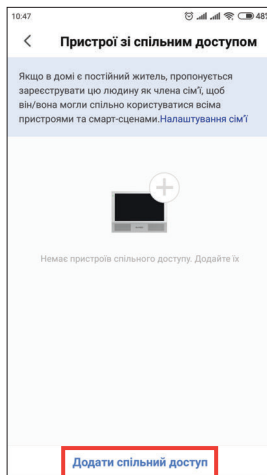 10:47
48%
Пристрої зі спільним доступом
Якщо в домі є постійний житель, пропонується
зареєструвати цю людину як члена сім'ї, щоб
він/вона могли спільно користуватися всіма
пристроями та смарт-сценами.Налаштування сім'ї
Немає пристроїв спільного доступу. Додайте їх
Додати спільний доступ